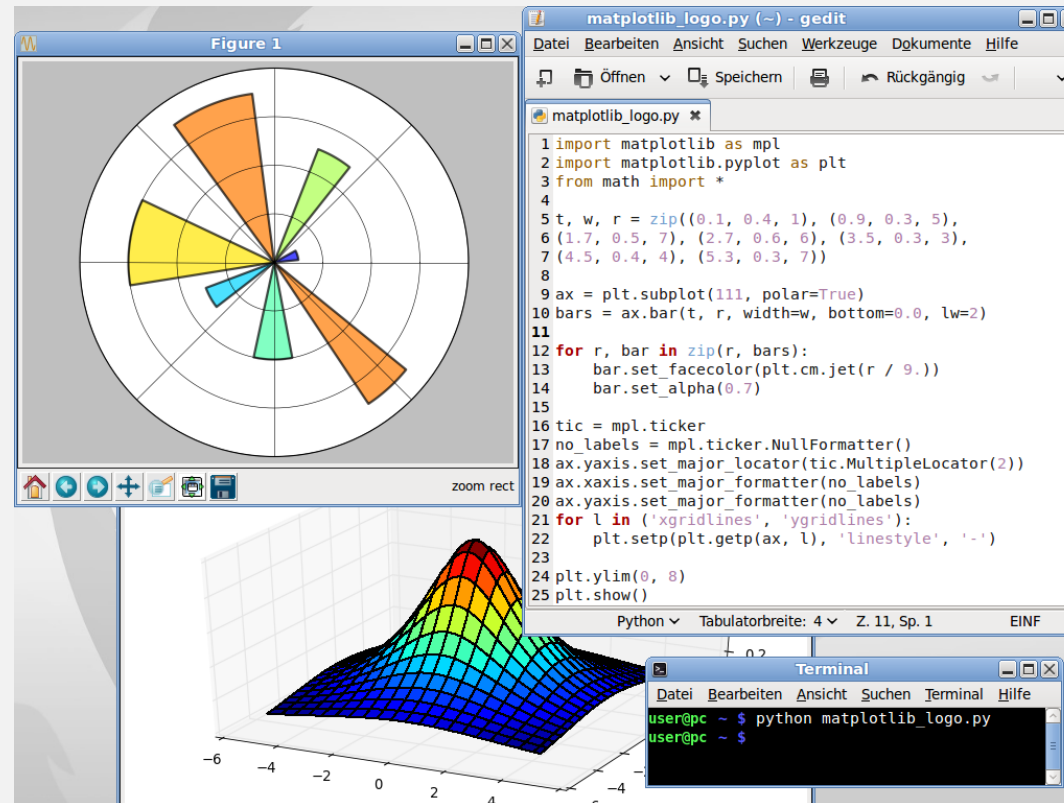 Figure 1
zoom rect
matplotlib_logo.py (~) - gedit
Datei Bearbeiten Ansicht Suchen Werkzeuge Dokumente Hilfe
Öffnen Speichern Rückgängig
matplotlib_logo.py
1 import matplotlib as mpl
2 import matplotlib.pyplot as plt
3 from math import *
4
5 t, w, r = zip((0.1, 0.4, 1), (0.9, 0.3, 5),
6 (1.7, 0.5, 7), (2.7, 0.6, 6), (3.5, 0.3, 3),
7 (4.5, 0.4, 4), (5.3, 0.3, 7))
8
9 ax = plt.subplot(111, polar=True)
10 bars = ax.bar(t, r, width=w, bottom=0.0, lw=2)
11
12 for r, bar in zip(r, bars):
13     bar.set_facecolor(plt.cm.jet(r / 9.))
14     bar.set_alpha(0.7)
15
16 tic = mpl.ticker
17 no_labels = mpl.ticker.NullFormatter()
18 ax.yaxis.set_major_locator(tic.MultipleLocator(2))
19 ax.xaxis.set_major_formatter(no_labels)
20 ax.yaxis.set_major_formatter(no_labels)
21 for l in ('xgridlines', 'ygridlines'):
22     plt.setp(plt.getp(ax, l), 'linestyle', '-')
23
24 plt.ylim(0, 8)
25 plt.show()
Python Tabulatorbreite: 4 Z. 11, Sp. 1 EINF
−6 −4 −2 0 2 4
−4
0.2
Terminal
Datei Bearbeiten Ansicht Suchen Terminal Hilfe
user@pc ~ $ python matplotlib_logo.py
user@pc ~ $